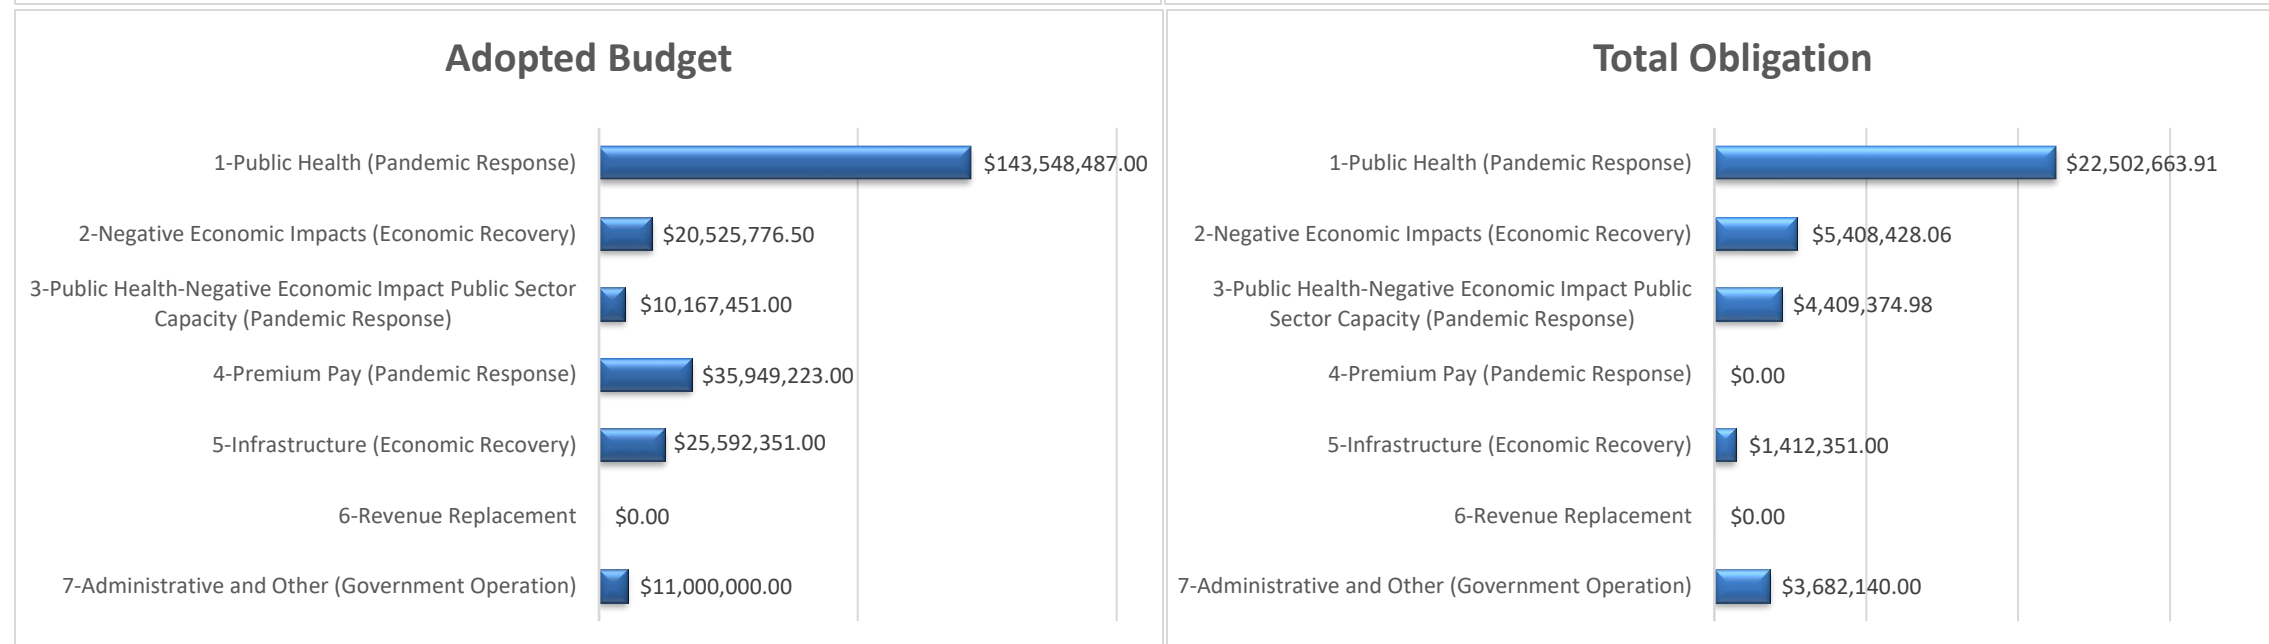 Adopted Budget
1-Public Health (Pandemic Response)
$143,548,487.00
2-Negative Economic Impacts (Economic Recovery)
$20,525,776.50
3-Public Health-Negative Economic Impact Public Sector
Capacity (Pandemic Response)
$10,167,451.00
4-Premium Pay (Pandemic Response)
$35,949,223.00
5-Infrastructure (Economic Recovery)
$25,592,351.00
6-Revenue Replacement
$0.00
7-Administrative and Other (Government Operation)
$11,000,000.00
Total Obligation
1-Public Health (Pandemic Response)
$22,502,663.91
2-Negative Economic Impacts (Economic Recovery)
$5,408,428.06
3-Public Health-Negative Economic Impact Public
Sector Capacity (Pandemic Response)
$4,409,374.98
4-Premium Pay (Pandemic Response)
$0.00
5-Infrastructure (Economic Recovery)
$1,412,351.00
6-Revenue Replacement
$0.00
7-Administrative and Other (Government Operation)
$3,682,140.00